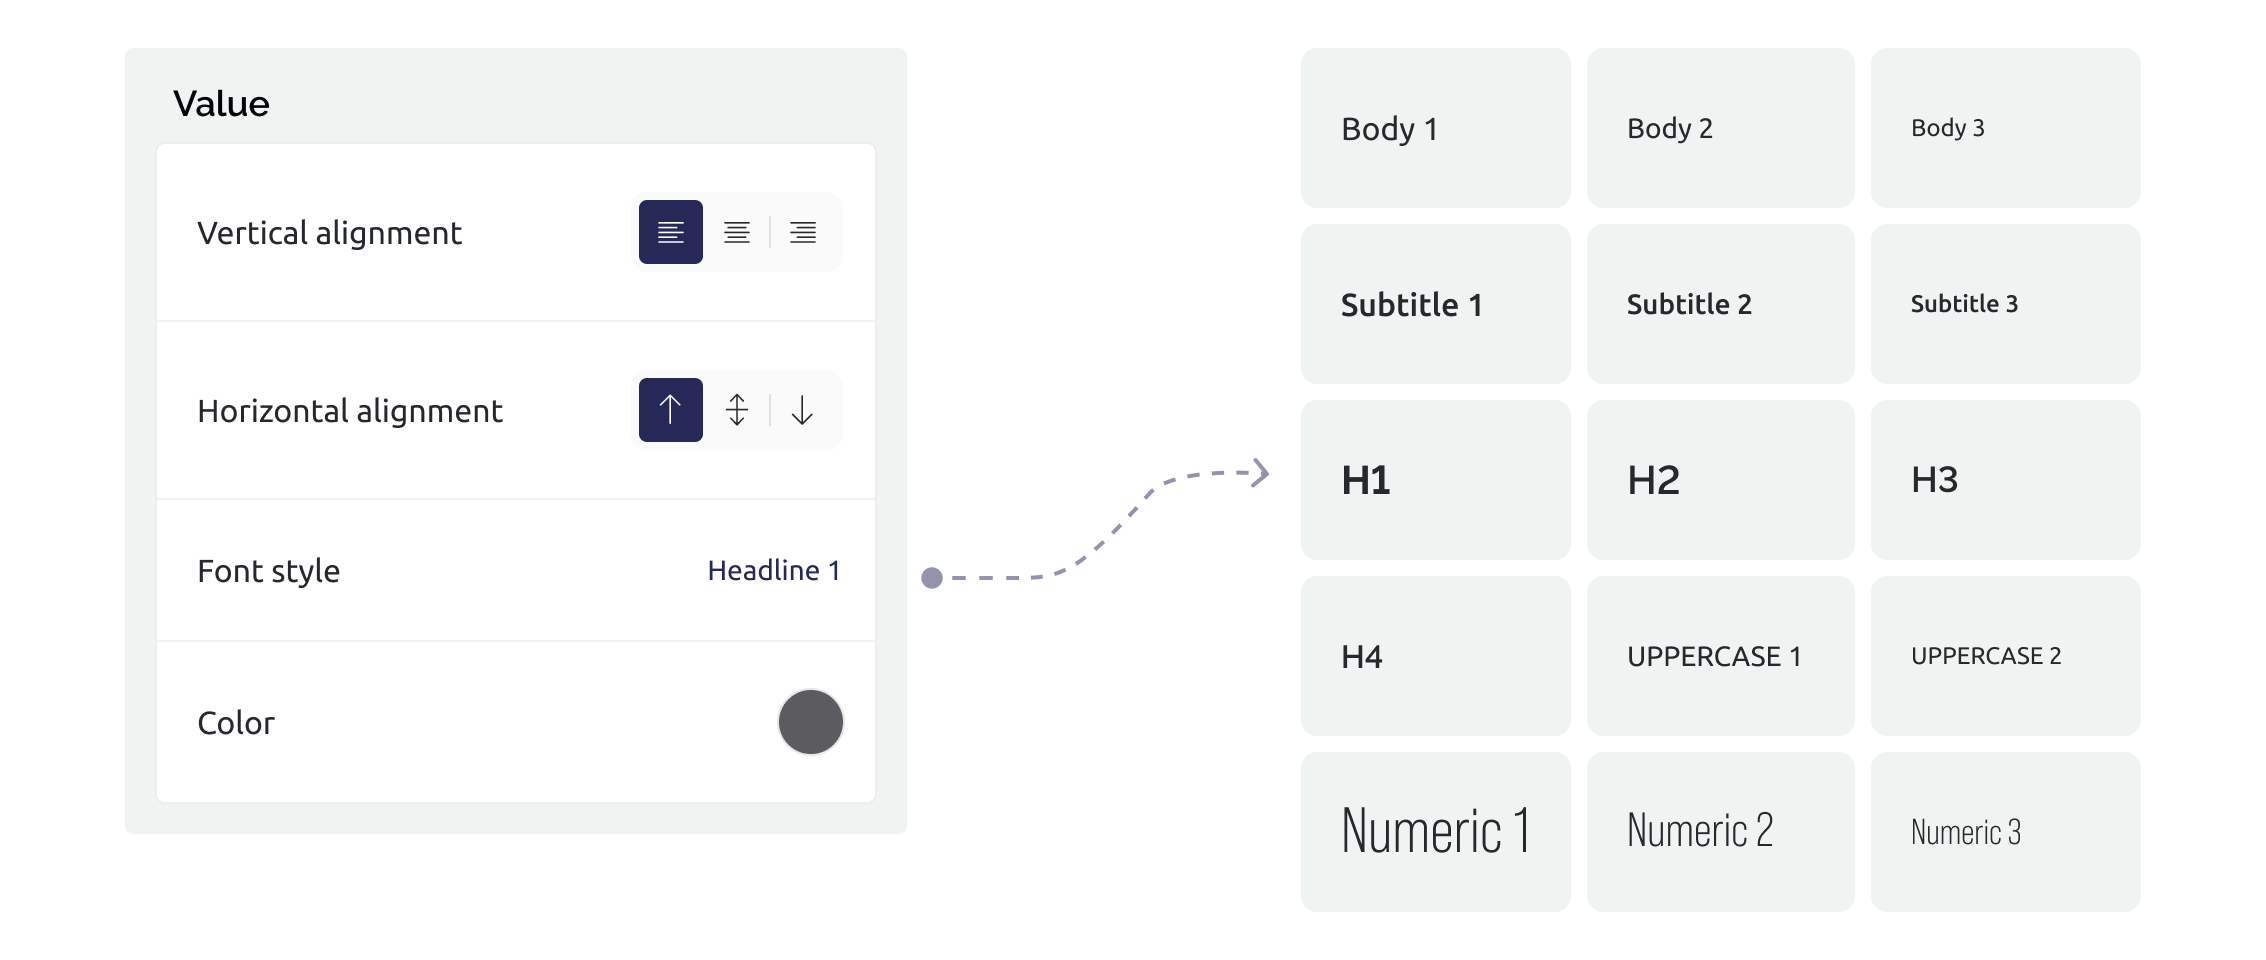 Value
Vertical alignment
Horizontal alignment
Font style
Headline 1
Color
Body 1
Body 2
Body 3
Subtitle 1
Subtitle 2
Subtitle 3
H1
H2
H3
H4
UPPERCASE 1
UPPERCASE 2
Numeric 1
Numeric 2
Numeric 3